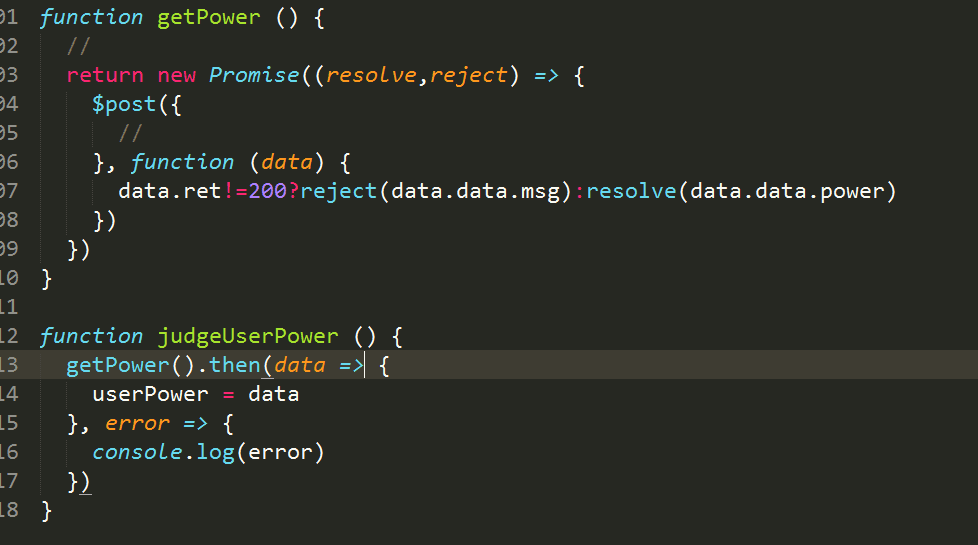 01 function getPower () {
02   //
03   return new Promise((resolve,reject) => {
04     $post({
05       //
06     }, function (data) {
07       data.ret!=200?reject(data.data.msg):resolve(data.data.power)
08     })
09   })
10 }
11
12 function judgeUserPower () {
13   getPower().then(data => {
14     userPower = data
15   }, error => {
16     console.log(error)
17   })
18 }